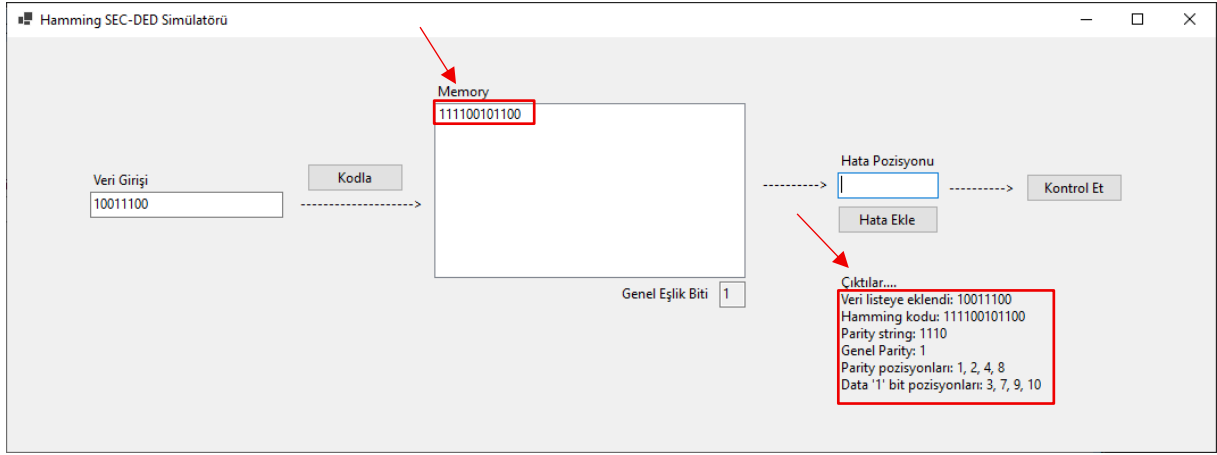 Hamming SEC-DED Simülatörü
Memory
111100101100
Hata Pozisyonu
Veri Girişi
Kodla
---------->
---------->
Kontrol Et
10011100
------------------->
Hata Ekle
Genel Eşlik Biti
1
Çıktılar....
Veri listeye eklendi: 10011100
Hamming kodu: 111100101100
Parity string: 1110
Genel Parity: 1
Parity pozisyonları: 1, 2, 4, 8
Data '1' bit pozisyonları: 3, 7, 9, 10